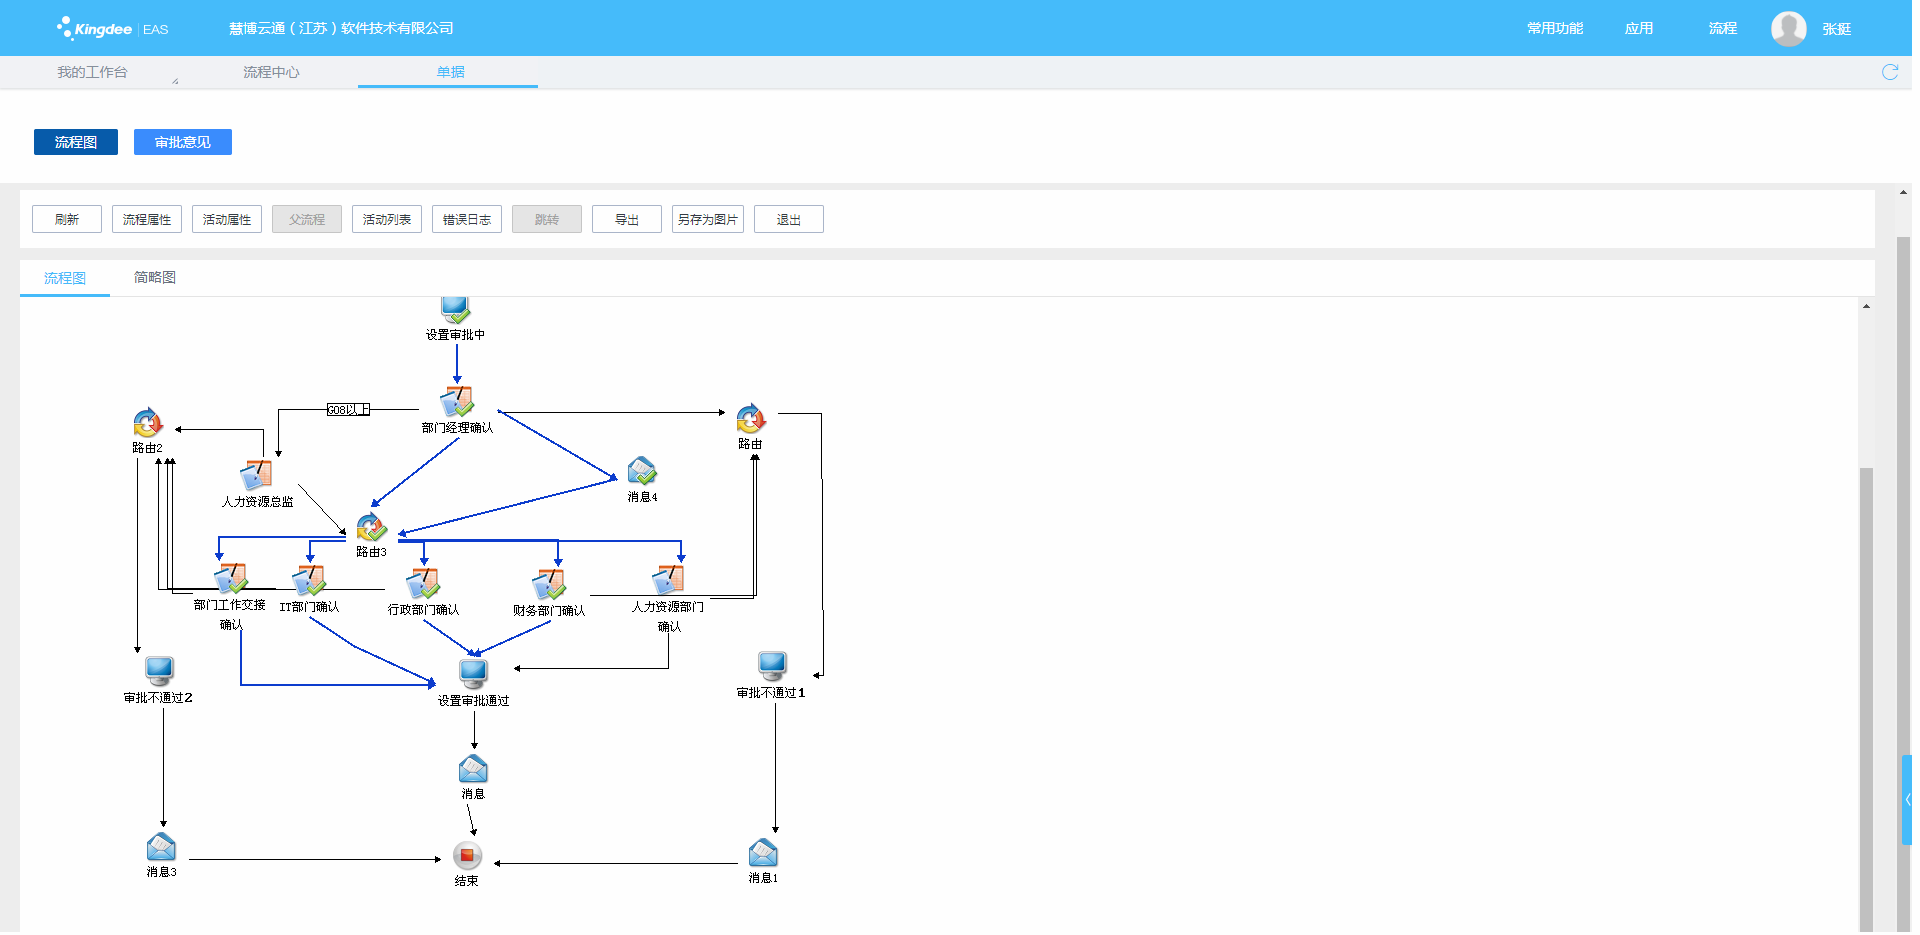 Kingdee | EAS
慧博云通（江苏）软件技术有限公司
常用功能
应用
流程
张挺
我的工作台
流程中心
单据
流程图
审批意见
刷新
流程属性
活动属性
父流程
活动列表
错误日志
跳转
导出
另存为图片
退出
流程图
简略图
设置审批中
G08以上
部门经理确认
路由2
路由
人力资源总监
消息4
路由3
部门工作交接
确认
IT部门确认
行政部门确认
财务部门确认
人力资源部门
确认
审批不通过2
设置审批通过
审批不通过1
消息
消息3
结束
消息1